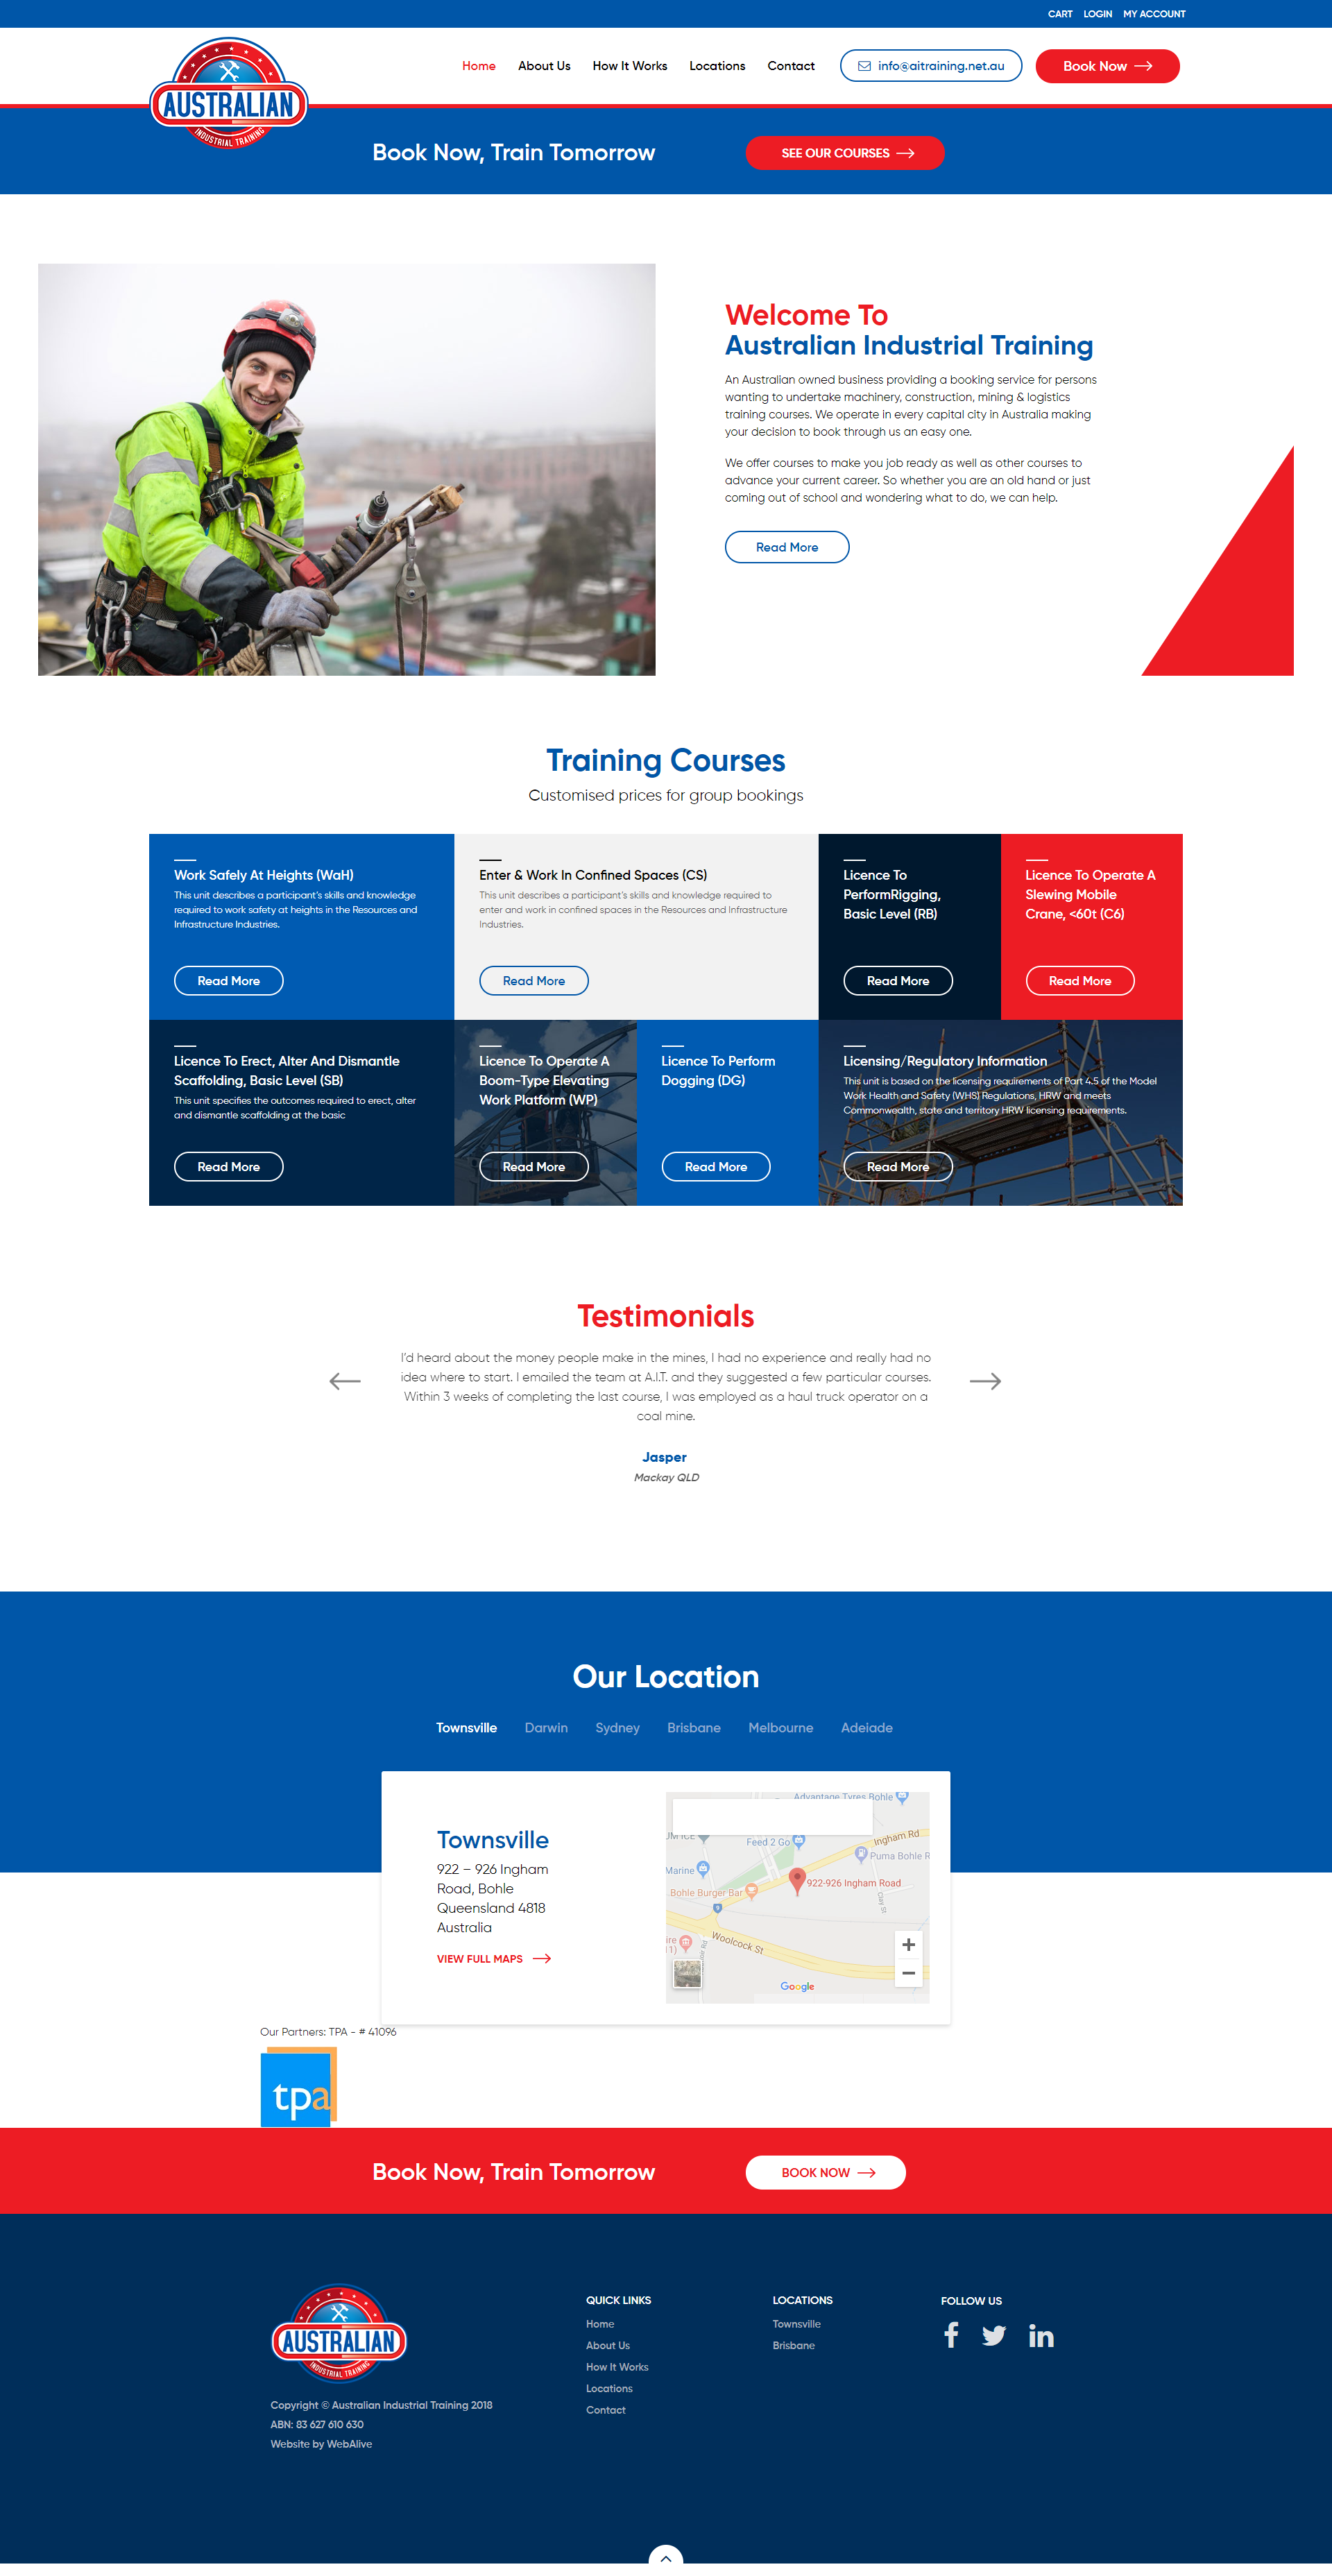 CART LOGIN MY ACCOUNT
AUSTRALIAN
INDUSTRIAL TRAINING
Home About Us How It Works Locations Contact info@aitraining.net.au Book Now
Book Now, Train Tomorrow
SEE OUR COURSES
Welcome To
Australian Industrial Training
An Australian owned business providing a booking service for persons
wanting to undertake machinery, construction, mining & logistics
training courses. We operate in every capital city in Australia making
your decision to book through us an easy one.
We offer courses to make you job ready as well as other courses to
advance your current career. So whether you are an old hand or just
coming out of school and wondering what to do, we can help.
Read More
Training Courses
Customised prices for group bookings
Work Safely At Heights (WaH)
This unit describes a participant's skills and knowledge
required to work safety at heights in the Resources and
Infrastructure Industries.
Read More
Enter & Work In Confined Spaces (CS)
This unit describes a participant's skills and knowledge required to
enter and work in confined spaces in the Resources and Infrastructure
Industries.
Read More
Licence To
PerformRigging,
Basic Level (RB)
Read More
Licence To Operate A
Slewing Mobile
Crane, <60t (C6)
Read More
Licence To Erect, Alter And Dismantle
Scaffolding, Basic Level (SB)
This unit specifies the outcomes required to erect, alter
and dismantle scaffolding at the basic
Read More
Licence To Operate A
Boom-Type Elevating
Work Platform (WP)
Read More
Licence To Perform
Dogging (DG)
Read More
Licensing/Regulatory Information
This unit is based on the licensing requirements of Part 4.5 of the Model
Work Health and Safety (WHS) Regulations, HRW and meets
Commonwealth, state and territory HRW licensing requirements.
Read More
Testimonials
I'd heard about the money people make in the mines, I had no experience and really had no
idea where to start. I emailed the team at A.I.T. and they suggested a few particular courses.
Within 3 weeks of completing the last course, I was employed as a haul truck operator on a
coal mine.
Jasper
Mackay QLD
Our Location
Townsville Darwin Sydney Brisbane Melbourne Adelaide
Townsville
922 – 926 Ingham
Road, Bohle
Queensland 4818
Australia
VIEW FULL MAPS
Advantage Tyres Bohle
Feed 2 Go
Ingham Rd
Puma Bohle R
Marine
922-926 Ingham Road
Bohle Burger Bar
Woolcock St
Google
Our Partners: TPA - # 41096
tpa
Book Now, Train Tomorrow
BOOK NOW
AUSTRALIAN
INDUSTRIAL TRAINING
Copyright © Australian Industrial Training 2018
ABN: 83 627 610 630
Website by WebAlive
QUICK LINKS
Home
About Us
How It Works
Locations
Contact
LOCATIONS
Townsville
Brisbane
FOLLOW US